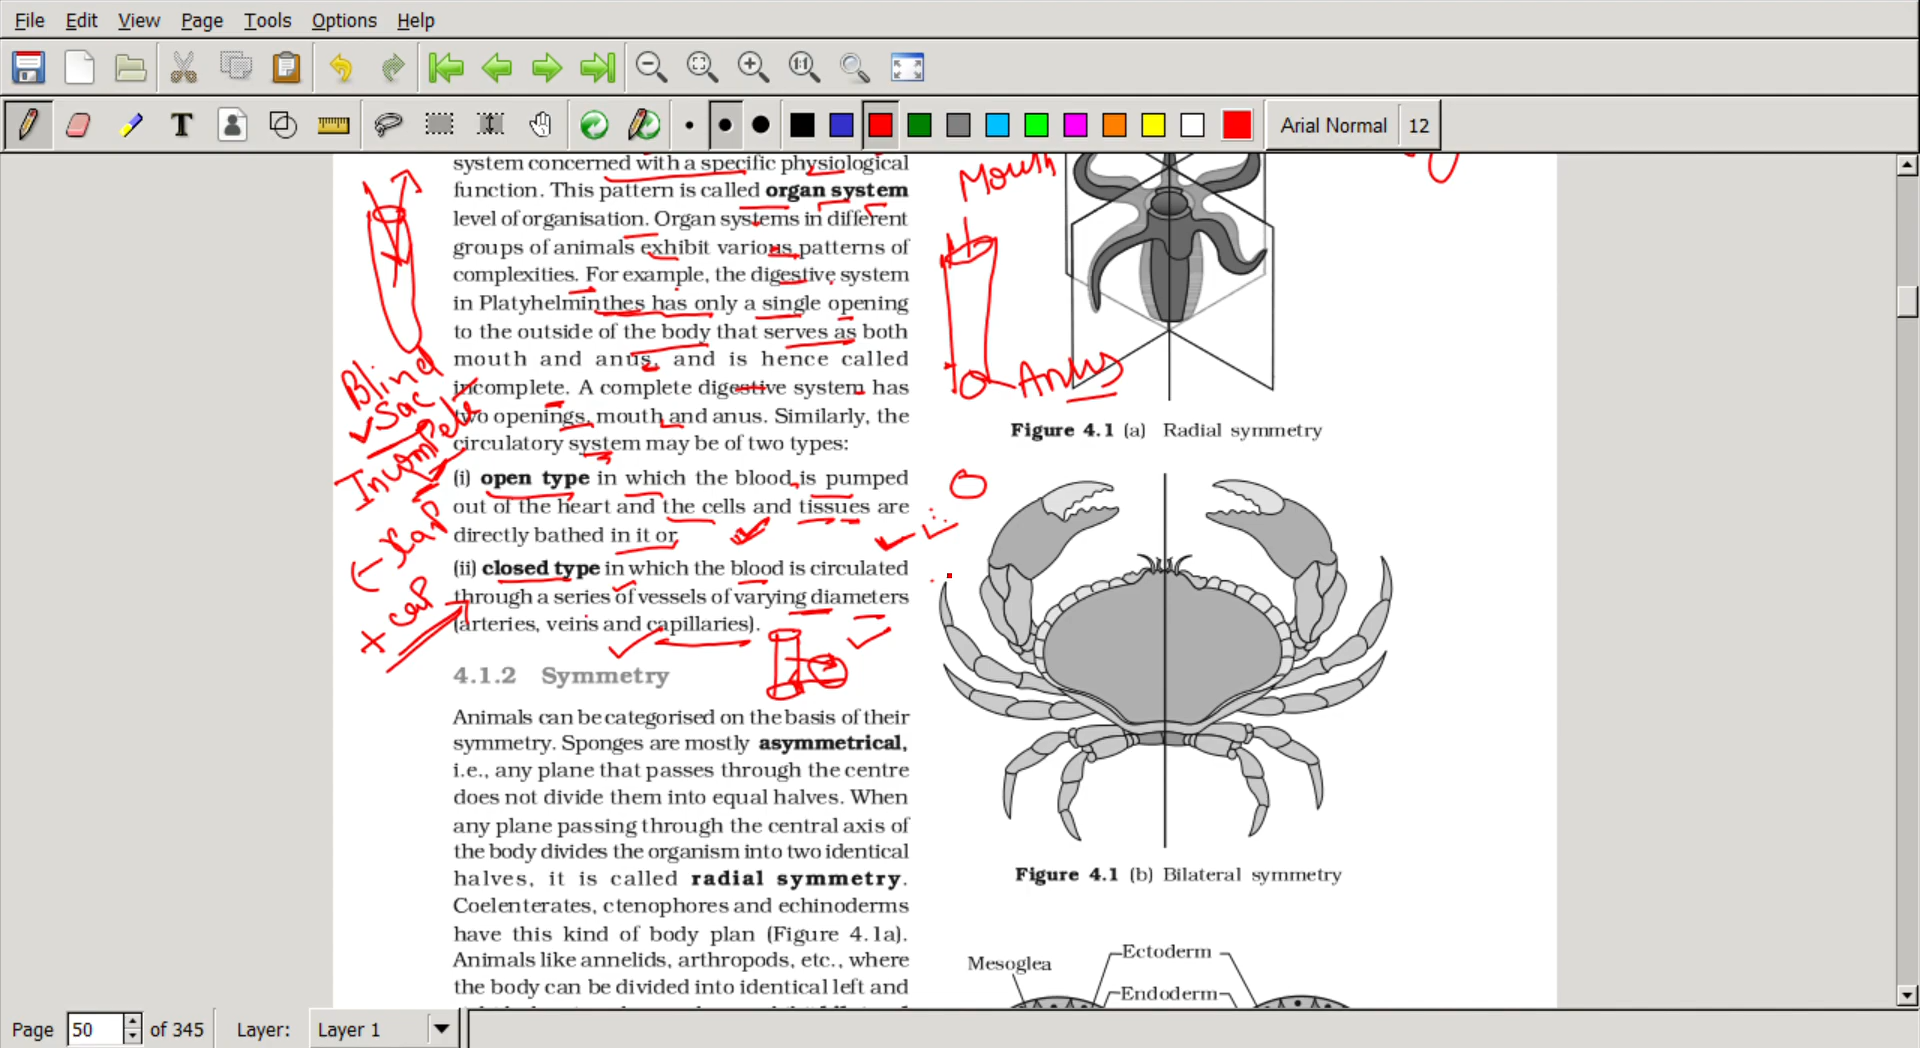 File Edit View Page Tools Options Help
T
1:1
Arial Normal 12
system concerned with a specific physiological
function. This pattern is called organ system
level of organisation. Organ systems in different
groups of animals exhibit various patterns of
complexities. For example, the digestive system
in Platyhelminthes has only a single opening
to the outside of the body that serves as both
mouth and anus, and is hence called
incomplete. A complete digestive system has
two openings, mouth and anus. Similarly, the
circulatory system may be of two types:
(i) open type in which the blood is pumped
out of the heart and the cells and tissues are
directly bathed in it or
(ii) closed type in which the blood is circulated
through a series of vessels of varying diameters
(arteries, veins and capillaries).
4.1.2 Symmetry
Animals can be categorised on the basis of their
symmetry. Sponges are mostly asymmetrical,
i.e., any plane that passes through the centre
does not divide them into equal halves. When
any plane passing through the central axis of
the body divides the organism into two identical
halves, it is called radial symmetry.
Coelenterates, ctenophores and echinoderms
have this kind of body plan (Figure 4.1a).
Animals like annelids, arthropods, etc., where
the body can be divided into identical left and
Blind
Sac
Incomplete
Cap
Mouth
Anus
Figure 4.1 (a) Radial symmetry
Figure 4.1 (b) Bilateral symmetry
Mesoglea
Ectoderm
Endoderm
Page 50 of 345 Layer: Layer 1